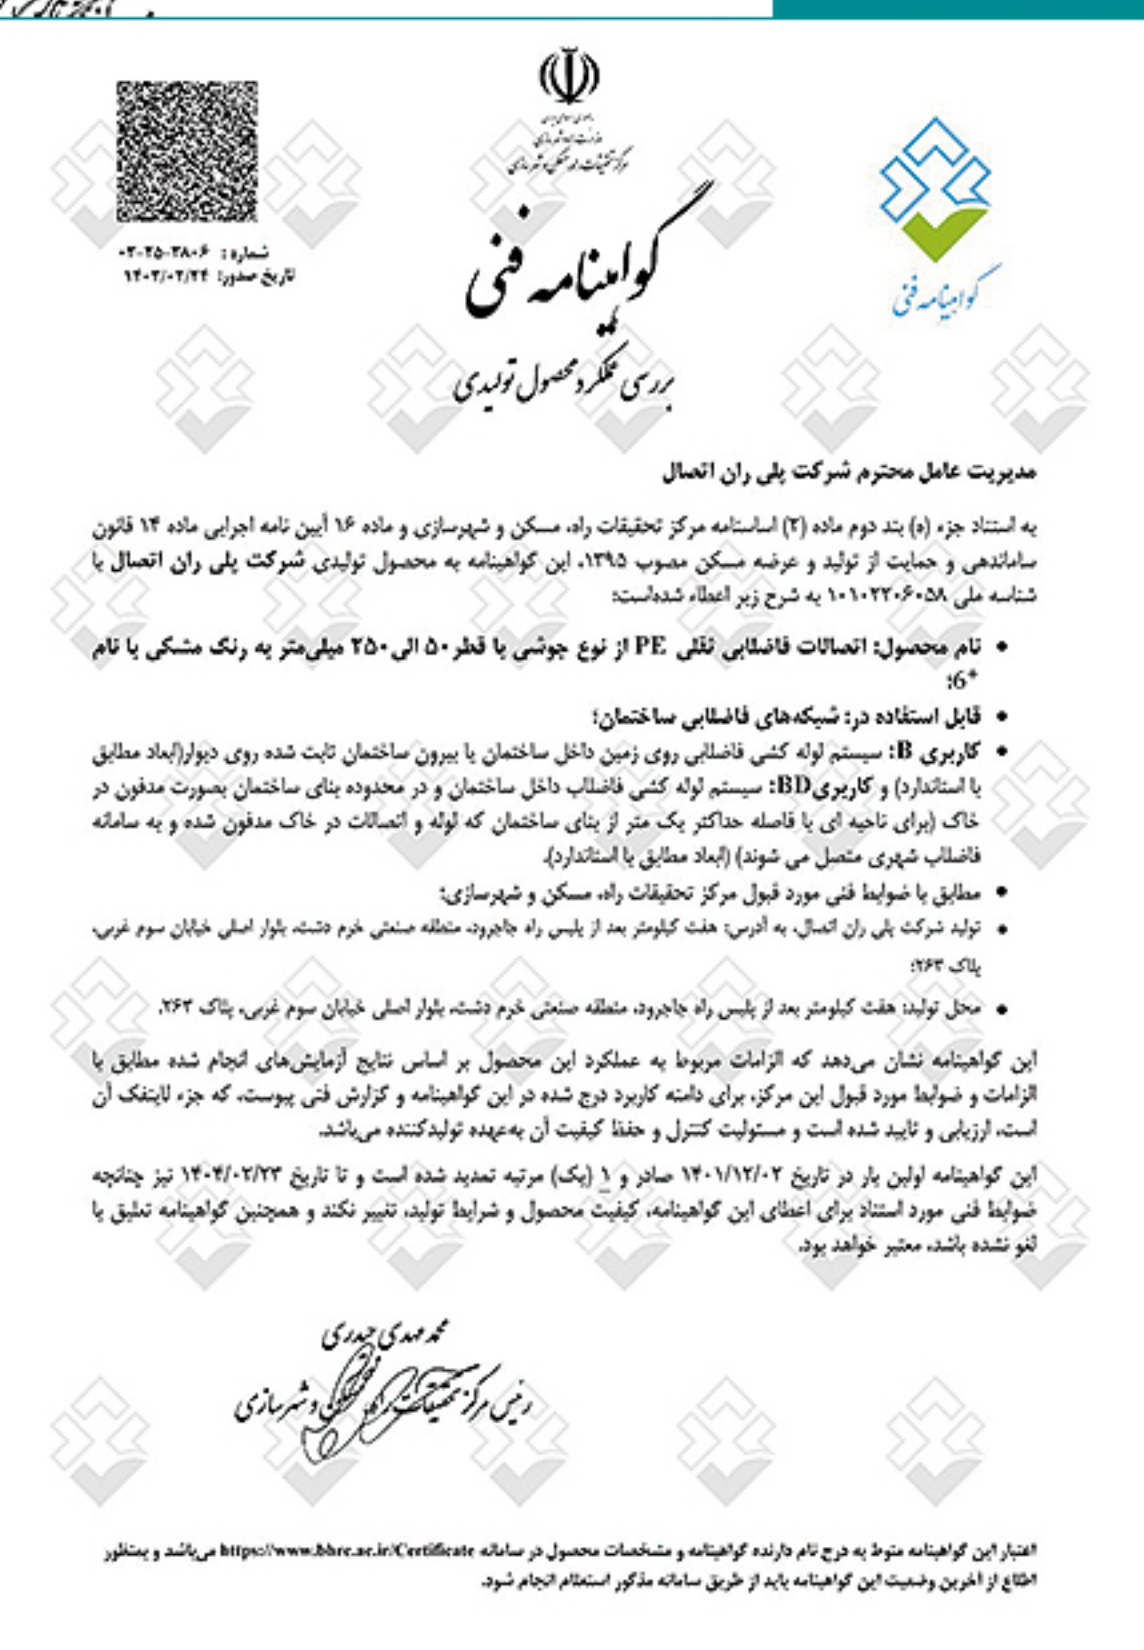 جمهوری اسلامی ایران
وزارت راه و شهرسازی
مرکز تحقیقات راه، مسکن و شهرسازی
گواهینامه فنی
شماره : ۰۳-۲۵-۳۸۰۶
تاریخ صدور: ۱۴۰۳/۰۲/۲۴
گواهینامه فنی
بررسی عملکرد محصول تولیدی
مدیریت عامل محترم شرکت پلی ران اتصال
به استناد جزء (ه) بند دوم ماده (۲) اساسنامه مرکز تحقیقات راه، مسکن و شهرسازی و ماده ۱۶ آیین نامه اجرایی ماده ۱۴ قانون
ساماندهی و حمایت از تولید و عرضه مسکن مصوب ۱۳۹۵، این گواهینامه به محصول تولیدی شرکت پلی ران اتصال با
شناسه ملی ۱۰۱۰۲۲۰۶۰۵۸ به شرح زیر اعطاء شده‌است:
• نام محصول: اتصالات فاضلابی ثقلی PE از نوع جوشی با قطر ۵۰ الی ۲۵۰ میلی‌متر به رنگ مشکی با نام
6+؛
• قابل استفاده در: شبکه‌های فاضلابی ساختمان؛
• کاربری B: سیستم لوله کشی فاضلابی روی زمین داخل ساختمان یا بیرون ساختمان ثابت شده روی دیوار(ابعاد مطابق
با استاندارد) و کاربری BD: سیستم لوله کشی فاضلاب داخل ساختمان و در محدوده بنای ساختمان بصورت مدفون در
خاک (برای ناحیه ای با فاصله حداکثر یک متر از بنای ساختمان که لوله و اتصالات در خاک مدفون شده و به سامانه
فاضلاب شهری متصل می شوند) (ابعاد مطابق با استاندارد).
• مطابق با ضوابط فنی مورد قبول مرکز تحقیقات راه، مسکن و شهرسازی؛
• تولید شرکت پلی ران اتصال، به آدرس: هفت کیلومتر بعد از پلیس راه جاجرود، منطقه صنعتی خرم دشت، بلوار اصلی خیابان سوم غربی،
پلاک ۲۶۳؛
• محل تولید: هفت کیلومتر بعد از پلیس راه جاجرود، منطقه صنعتی خرم دشت، بلوار اصلی خیابان سوم غربی، پلاک ۲۶۳.
این گواهینامه نشان می‌دهد که الزامات مربوط به عملکرد این محصول بر اساس نتایج آزمایش‌های انجام شده مطابق با
الزامات و ضوابط مورد قبول این مرکز، برای دامنه کاربرد درج شده در این گواهینامه و گزارش فنی پیوست، که جزء لاینفک آن
است، ارزیابی و تایید شده است و مسئولیت کنترل و حفظ کیفیت آن به‌عهده تولیدکننده می‌باشد.
این گواهینامه اولین بار در تاریخ ۱۴۰۱/۱۲/۰۲ صادر و ۱ (یک) مرتبه تمدید شده است و تا تاریخ ۱۴۰۴/۰۲/۲۳ نیز چنانچه
ضوابط فنی مورد استناد برای اعطای این گواهینامه، کیفیت محصول و شرایط تولید، تغییر نکند و همچنین گواهینامه تعلیق یا
لغو نشده باشد، معتبر خواهد بود.
محمد مهدی حیدری
رئیس مرکز تحقیقات و شهرسازی
اعتبار این گواهینامه منوط به درج نام دارنده گواهینامه و مشخصات محصول در سامانه https://www.bhrc.ac.ir/Certificate می‌باشد و بمنظور
اطلاع از آخرین وضعیت این گواهینامه باید از طریق سامانه مذکور استعلام انجام شود.